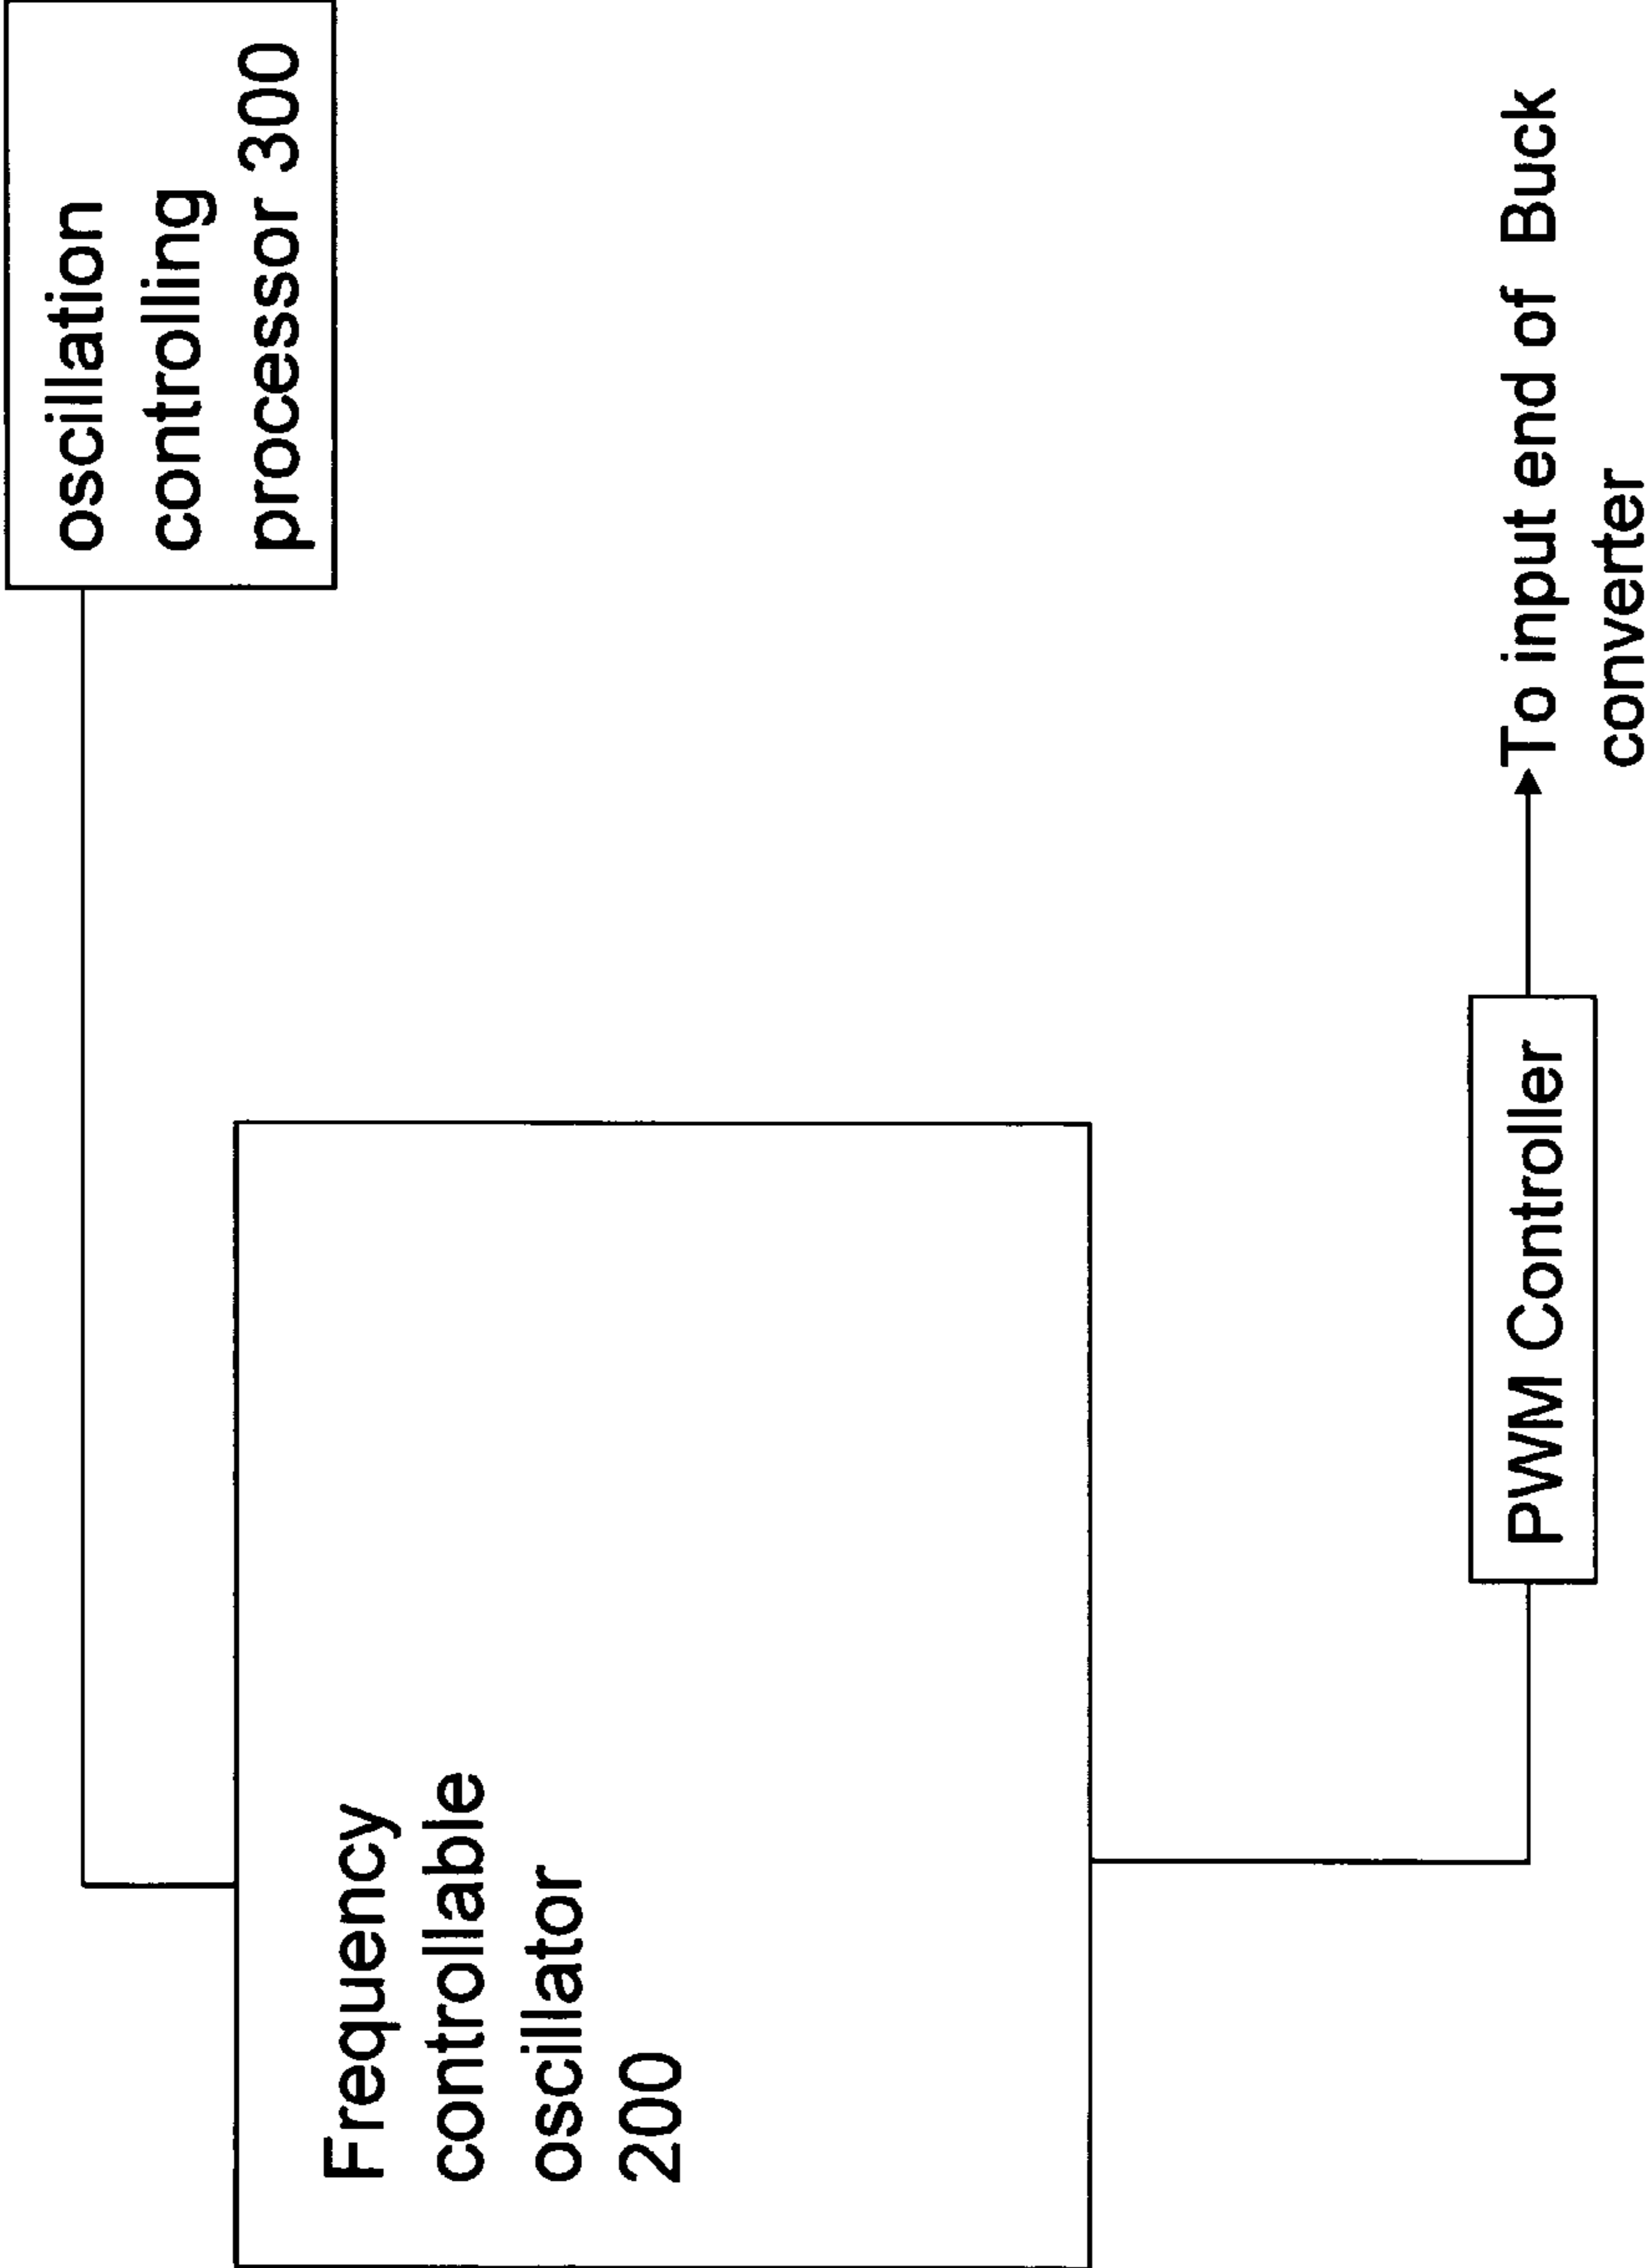 oscillation
controlling
processor 300
Frequency
controllable
oscillator
200
PWM Controller
To input end of Buck
converter